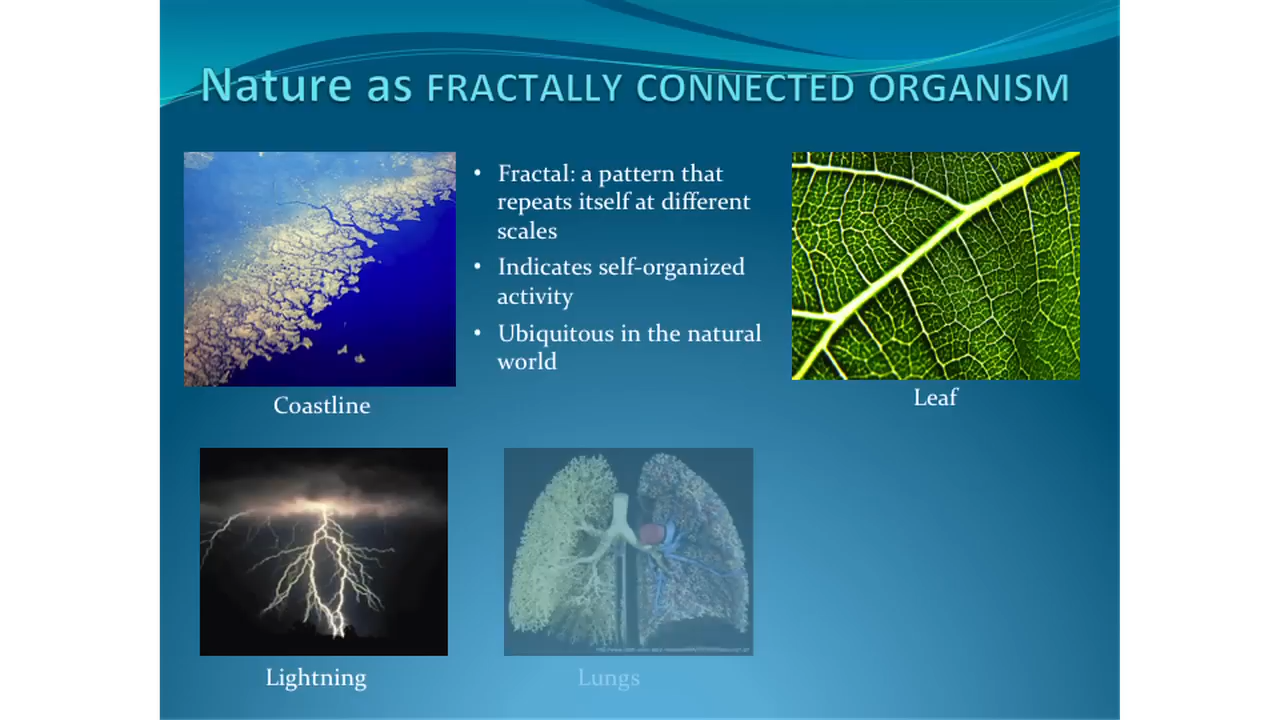 Nature as FRACTALLY CONNECTED ORGANISM
• Fractal: a pattern that
repeats itself at different
scales
• Indicates self-organized
activity
• Ubiquitous in the natural
world
Coastline
Leaf
Lightning
Lungs